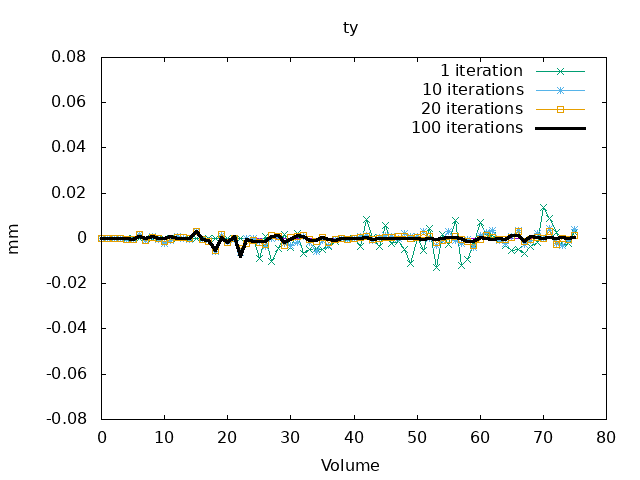 ty
1 iteration
10 iterations
20 iterations
100 iterations
0.08
0.06
0.04
0.02
0
-0.02
-0.04
-0.06
-0.08
mm
0 10 20 30 40 50 60 70 80
Volume